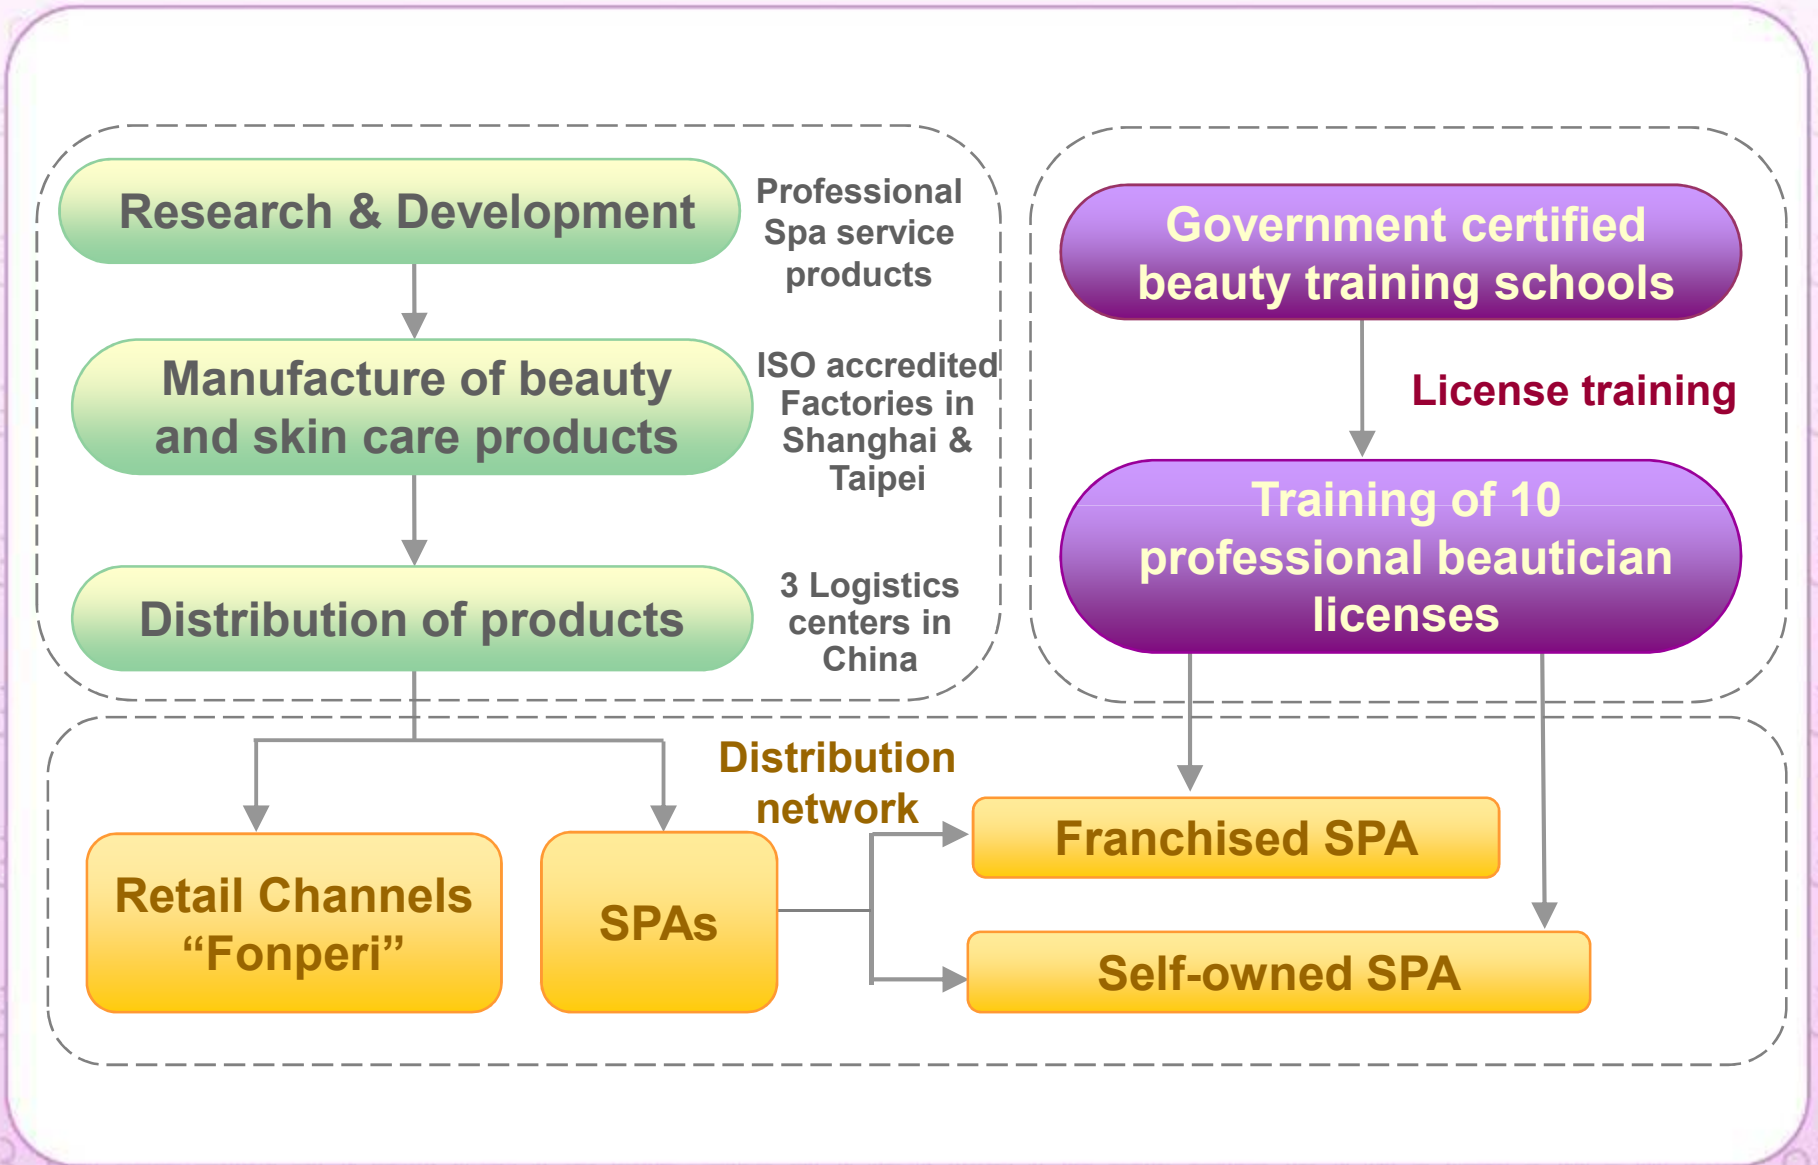 Research & Development
Professional
Spa service
products
Manufacture of beauty
and skin care products
ISO accredited
Factories in
Shanghai &
Taipei
Distribution of products
3 Logistics
centers in
China
Government certified
beauty training schools
License training
Training of 10
professional beautician
licenses
Distribution
network
Retail Channels
“Fonperi”
SPAs
Franchised SPA
Self-owned SPA